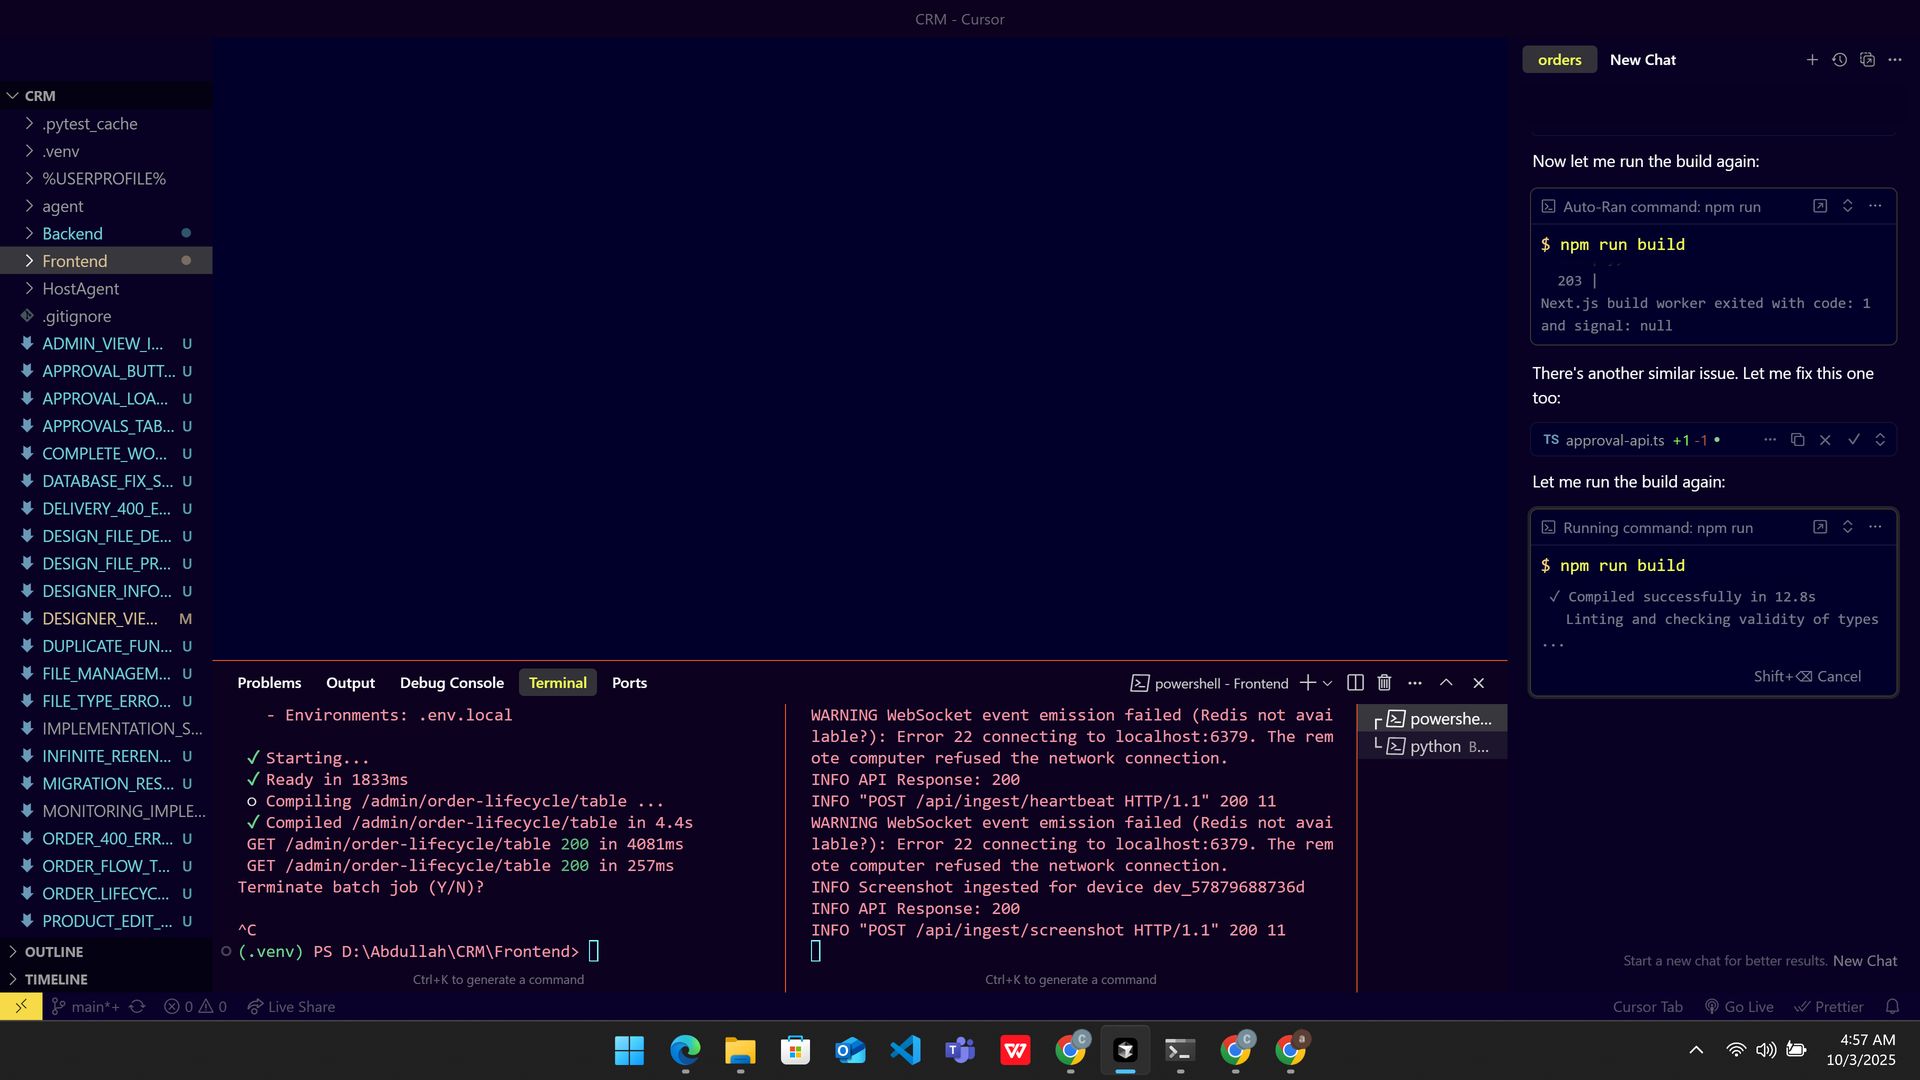 CRM - Cursor
CRM
.pytest_cache
.venv
%USERPROFILE%
agent
Backend
Frontend
HostAgent
.gitignore
ADMIN_VIEW_I... U
APPROVAL_BUTT... U
APPROVAL_LOA... U
APPROVALS_TAB... U
COMPLETE_WO... U
DATABASE_FIX_S... U
DELIVERY_400_E... U
DESIGN_FILE_DE... U
DESIGN_FILE_PR... U
DESIGNER_INFO... U
DESIGNER_VIE... M
DUPLICATE_FUN... U
FILE_MANAGEM... U
FILE_TYPE_ERRO... U
IMPLEMENTATION_S...
INFINITE_REREN... U
MIGRATION_RES... U
MONITORING_IMPLE...
ORDER_400_ERR... U
ORDER_FLOW_T... U
ORDER_LIFECYC... U
PRODUCT_EDIT_... U
OUTLINE
TIMELINE
Problems Output Debug Console Terminal Ports
powershell - Frontend
- Environments: .env.local
✓ Starting...
✓ Ready in 1833ms
○ Compiling /admin/order-lifecycle/table ...
✓ Compiled /admin/order-lifecycle/table in 4.4s
GET /admin/order-lifecycle/table 200 in 4081ms
GET /admin/order-lifecycle/table 200 in 257ms
Terminate batch job (Y/N)?
^C
(.venv) PS D:\Abdullah\CRM\Frontend>
Ctrl+K to generate a command
WARNING WebSocket event emission failed (Redis not avai
lable?): Error 22 connecting to localhost:6379. The rem
ote computer refused the network connection.
INFO API Response: 200
INFO "POST /api/ingest/heartbeat HTTP/1.1" 200 11
WARNING WebSocket event emission failed (Redis not avai
lable?): Error 22 connecting to localhost:6379. The rem
ote computer refused the network connection.
INFO Screenshot ingested for device dev_57879688736d
INFO API Response: 200
INFO "POST /api/ingest/screenshot HTTP/1.1" 200 11
Ctrl+K to generate a command
powershe...
python B...
orders New Chat
Now let me run the build again:
Auto-Ran command: npm run
$ npm run build
203 |
Next.js build worker exited with code: 1
and signal: null
There's another similar issue. Let me fix this one
too:
TS approval-api.ts +1 -1 •
Let me run the build again:
Running command: npm run
$ npm run build
✓ Compiled successfully in 12.8s
Linting and checking validity of types
...
Shift+⌫ Cancel
Start a new chat for better results. New Chat
main*+ 0 0 Live Share
Cursor Tab Go Live Prettier
4:57 AM
10/3/2025